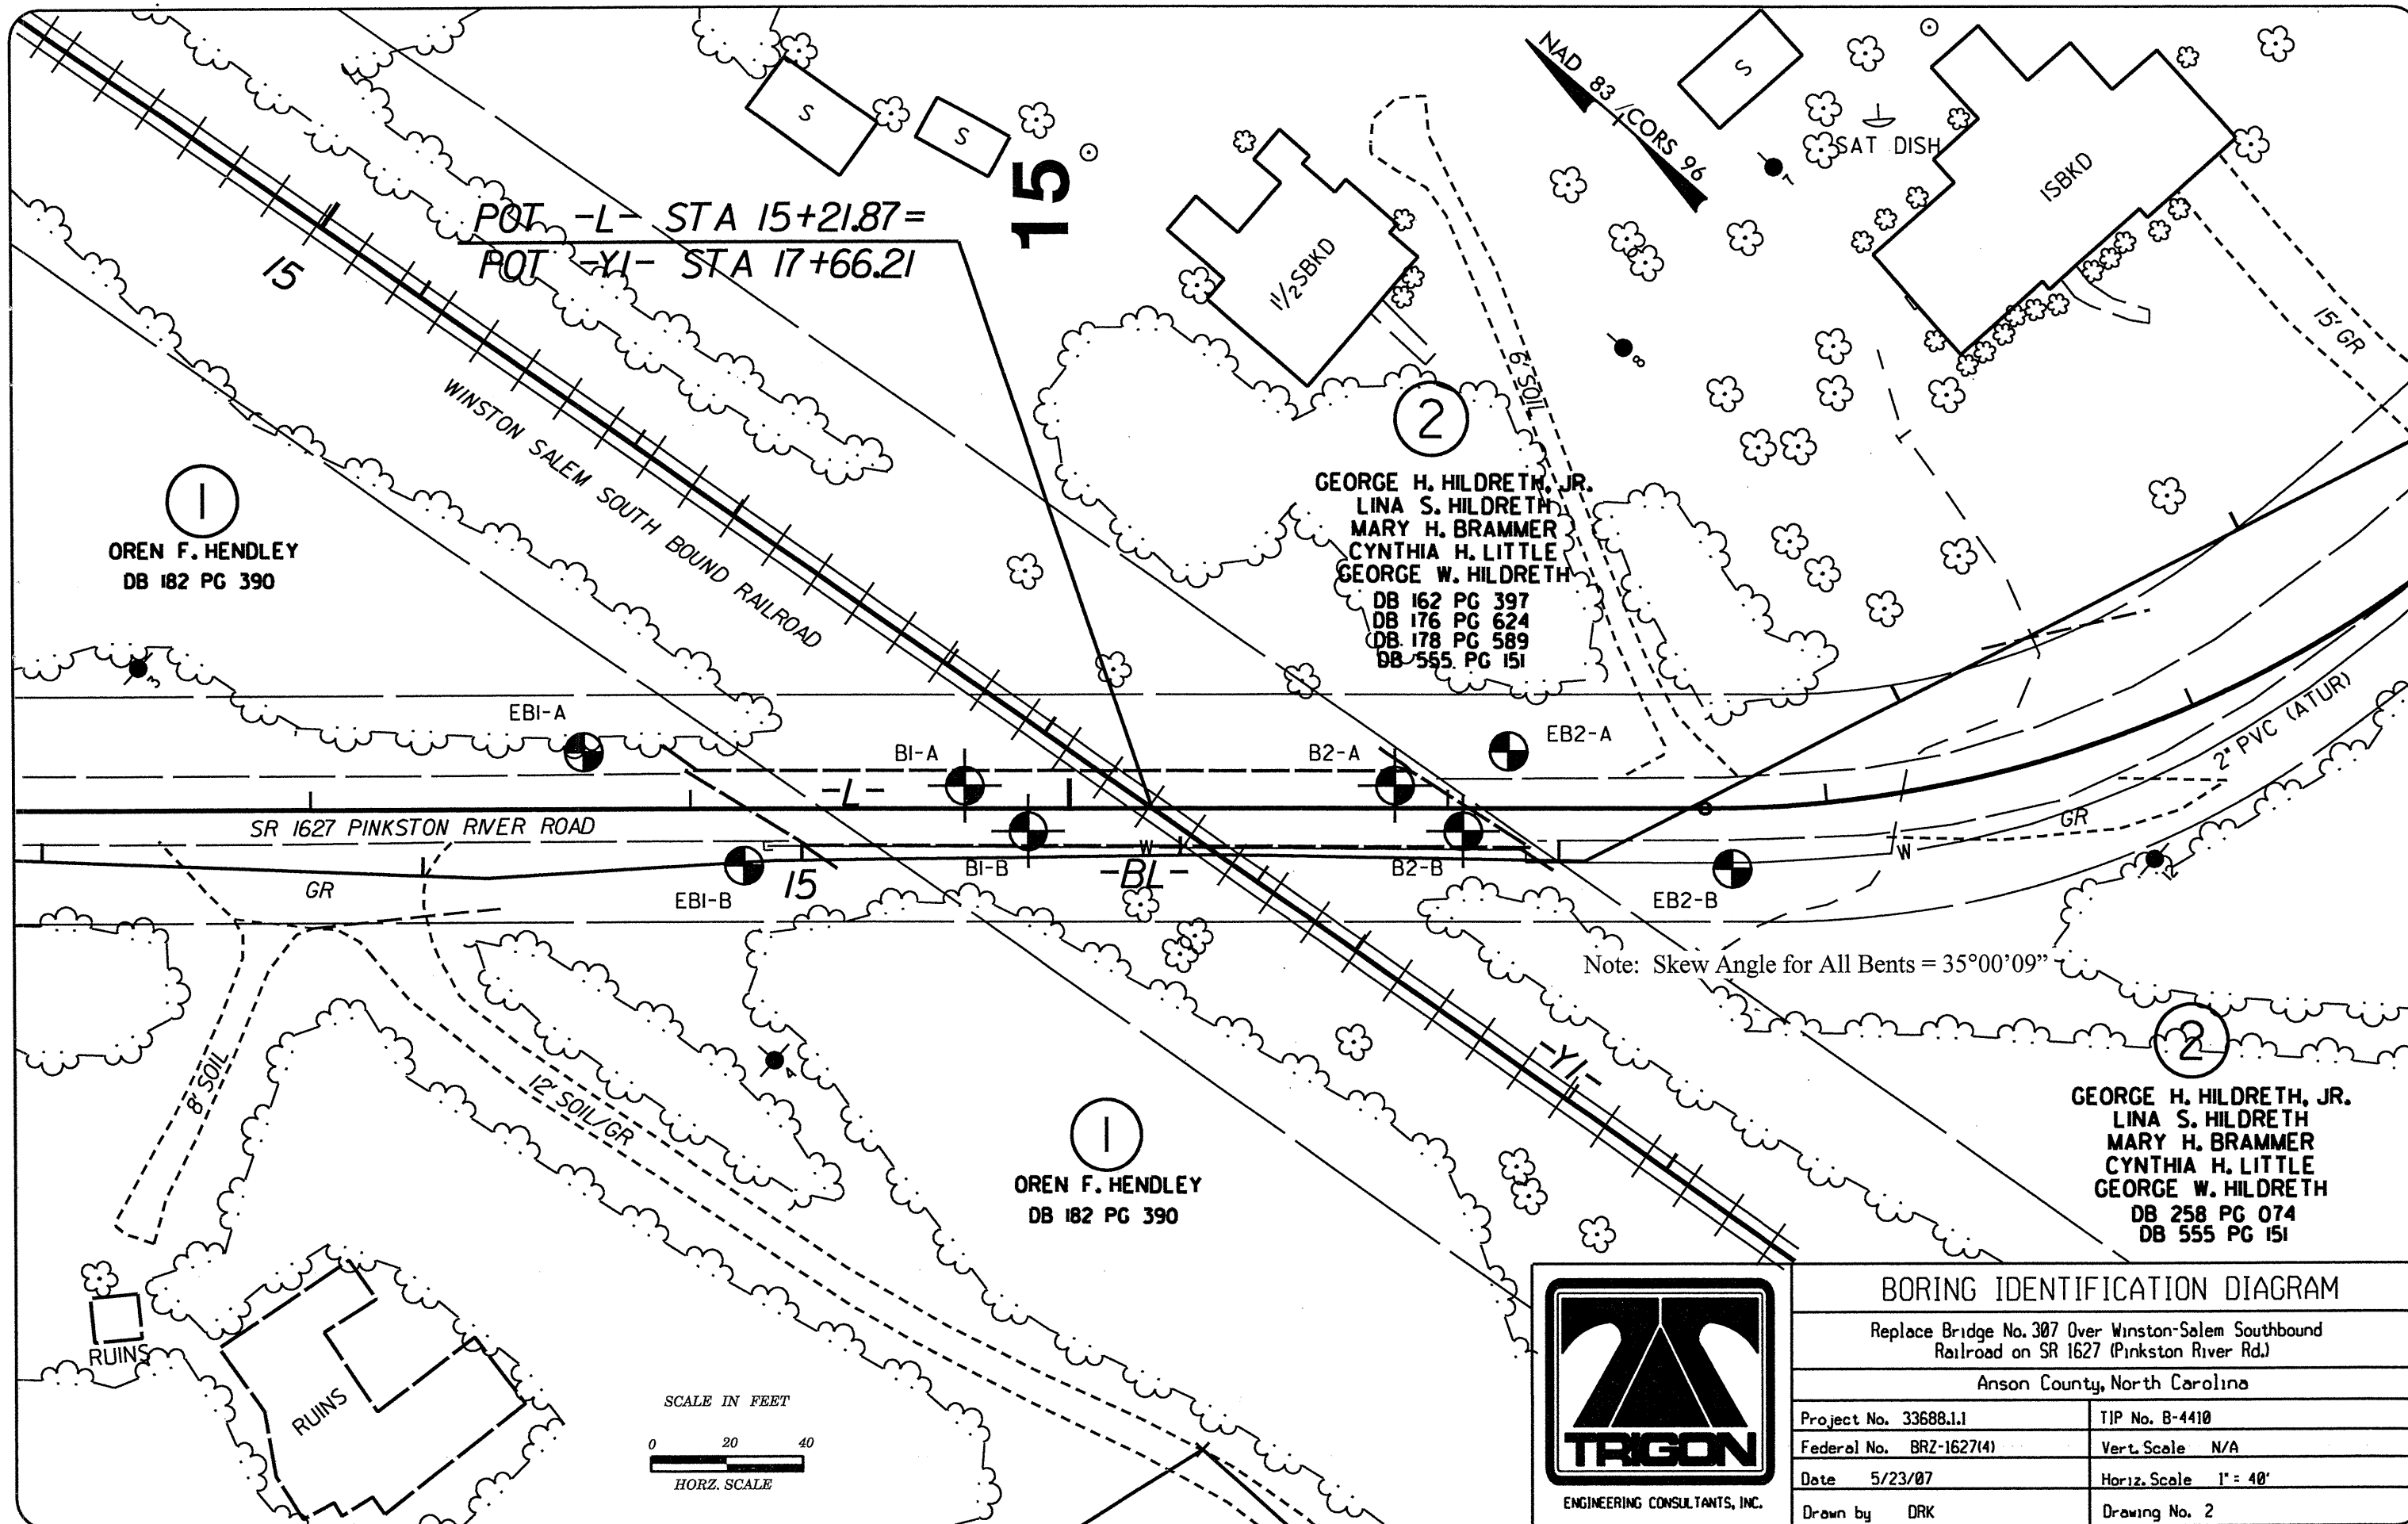 NAD 83 /CORS 96
S
S
S
SAT DISH
1SBKD
15' GR
POT -L- STA 15+21.87=
POT -Y1- STA 17+66.21
15
15
1 1/2SBKD
7
8
6' SOIL
WINSTON SALEM SOUTH BOUND RAILROAD
1
OREN F. HENDLEY
DB 182 PG 390
2
GEORGE H. HILDRETH, JR.
LINA S. HILDRETH
MARY H. BRAMMER
CYNTHIA H. LITTLE
GEORGE W. HILDRETH
DB 162 PG 397
DB 176 PG 624
DB 178 PG 589
DB 555 PG 151
3
EB1-A
B1-A
B2-A
EB2-A
2" PVC (ATUR)
-L-
SR 1627 PINKSTON RIVER ROAD
GR
GR
W
W
EB1-B
15
B1-B
-BL-
B2-B
EB2-B
12
Note: Skew Angle for All Bents = 35°00'09"
8' SOIL
12' SOIL/GR
4
-Y1-
1
OREN F. HENDLEY
DB 182 PG 390
2
GEORGE H. HILDRETH, JR.
LINA S. HILDRETH
MARY H. BRAMMER
CYNTHIA H. LITTLE
GEORGE W. HILDRETH
DB 258 PG 074
DB 555 PG 151
RUINS
RUINS
SCALE IN FEET
0 20 40
HORZ. SCALE
TRIGON
ENGINEERING CONSULTANTS, INC.
BORING IDENTIFICATION DIAGRAM
Replace Bridge No. 307 Over Winston-Salem Southbound
Railroad on SR 1627 (Pinkston River Rd.)
Anson County, North Carolina
Project No. 33688.1.1
TIP No. B-4410
Federal No. BRZ-1627(4)
Vert. Scale N/A
Date 5/23/07
Horiz. Scale 1" = 40'
Drawn by DRK
Drawing No. 2